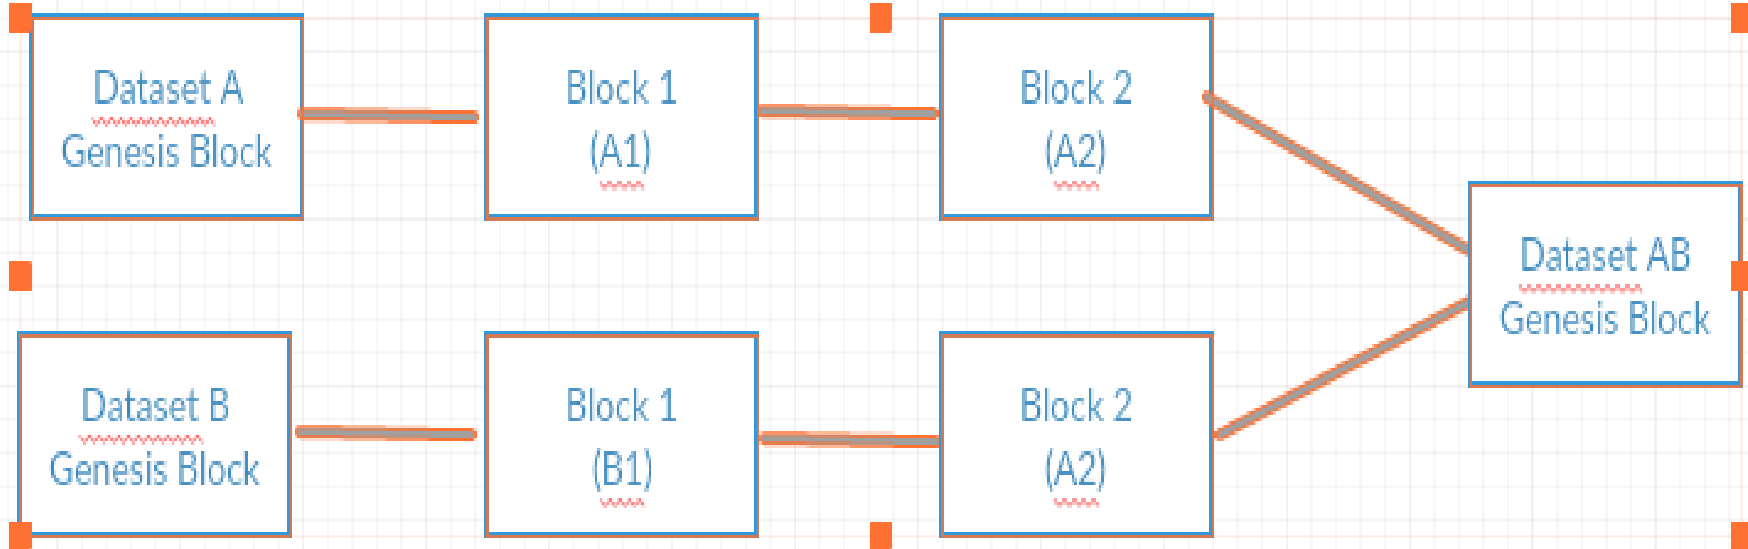 Dataset A
Genesis Block
Block 1
(A1)
Block 2
(A2)
Dataset AB
Genesis Block
Dataset B
Genesis Block
Block 1
(B1)
Block 2
(A2)